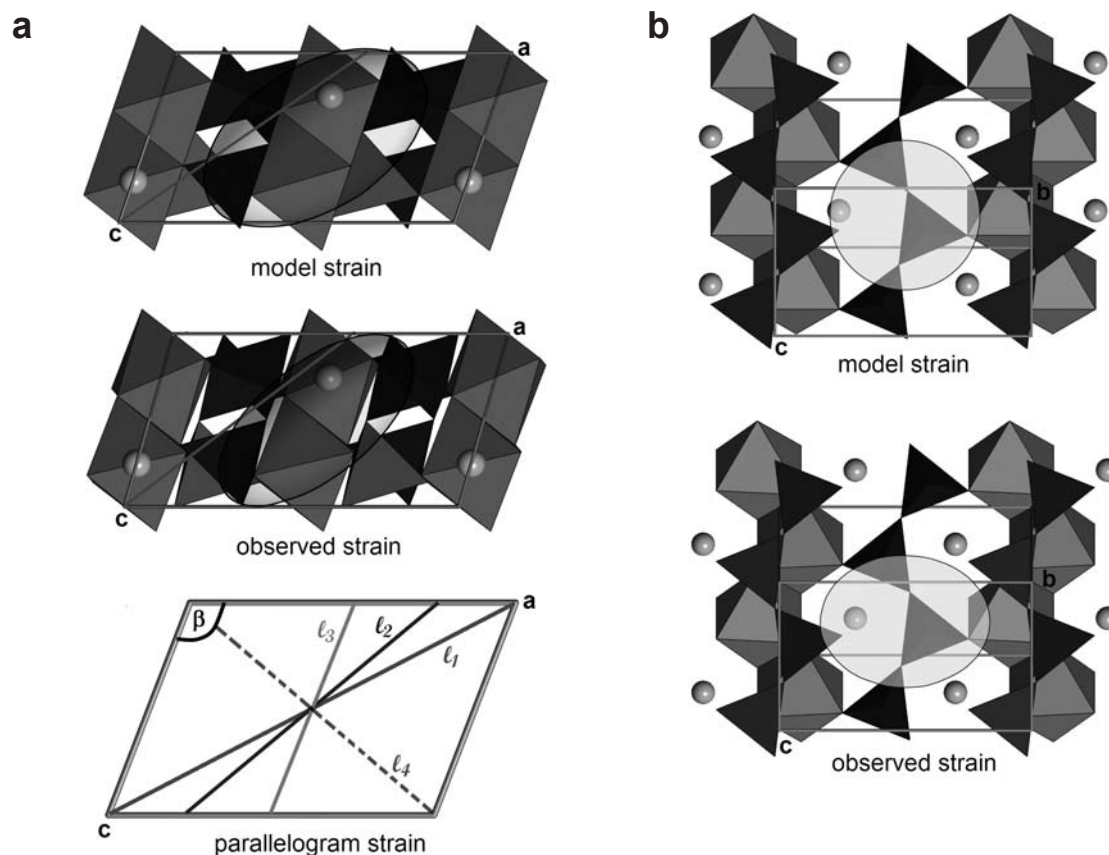 a
a
c
model strain
a
c
observed strain
β
a
ℓ3
ℓ2
ℓ1
ℓ4
c
parallelogram strain
b
b
c
model strain
b
c
observed strain